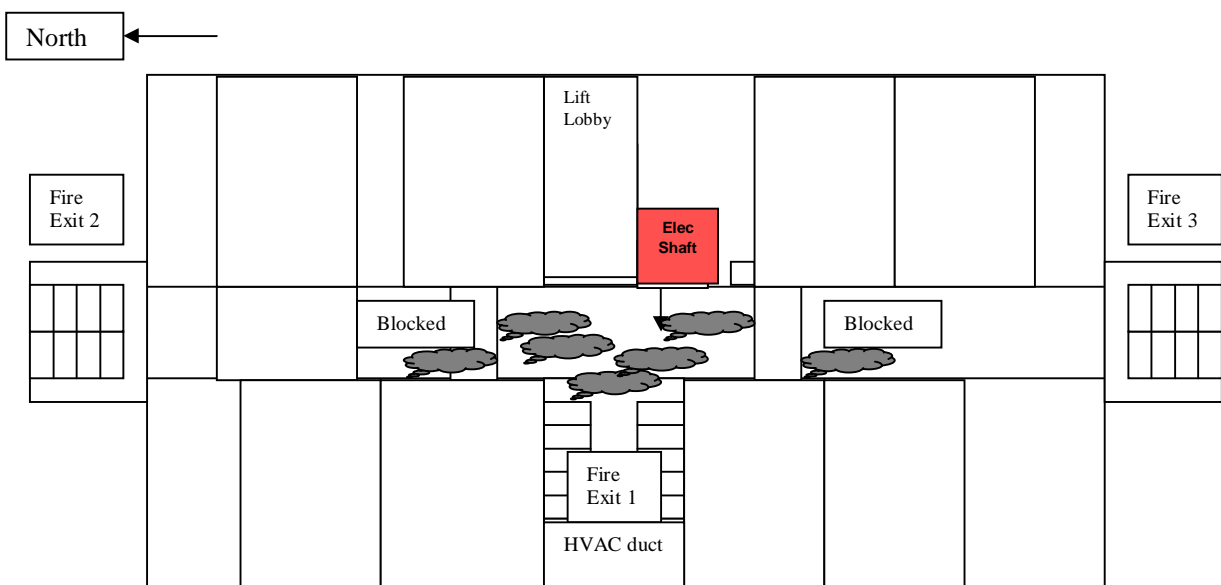 North
Lift
Lobby
Fire
Exit 2
Fire
Exit 3
Elec
Shaft
Blocked
Blocked
Fire
Exit 1
HVAC duct